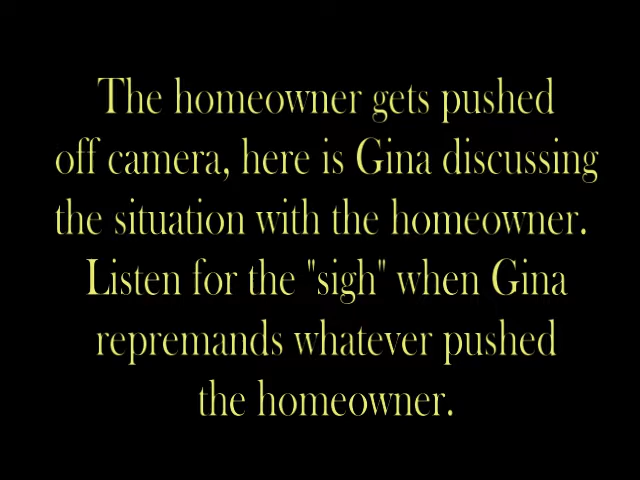 The homeowner gets pushed
off camera, here is Gina discussing
the situation with the homeowner.
Listen for the "sigh" when Gina
repremands whatever pushed
the homeowner.